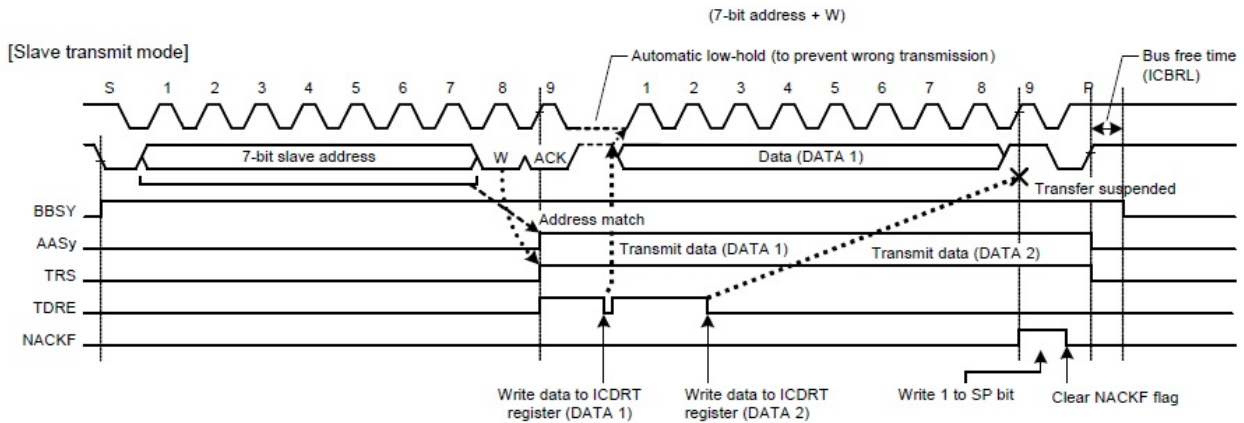 (7-bit address + W)
[Slave transmit mode]
Automatic low-hold (to prevent wrong transmission)
Bus free time
(ICBRL)
S 1 2 3 4 5 6 7 8 9 1 2 3 4 5 6 7 8 9 P
7-bit slave address W ACK Data (DATA 1)
Transfer suspended
BBSY
Address match
AASy
Transmit data (DATA 1) Transmit data (DATA 2)
TRS
TDRE
NACKF
Write data to ICDRT
register (DATA 1)
Write data to ICDRT
register (DATA 2)
Write 1 to SP bit
Clear NACKF flag